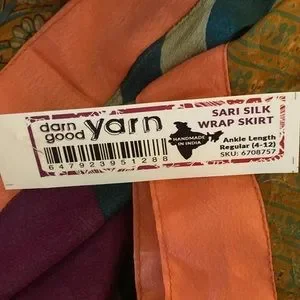 darn good yarn
SARI SILK
WRAP SKIRT
HANDMADE
IN INDIA
Ankle Length
Regular (4-12)
SKU: 6708757
647923951288